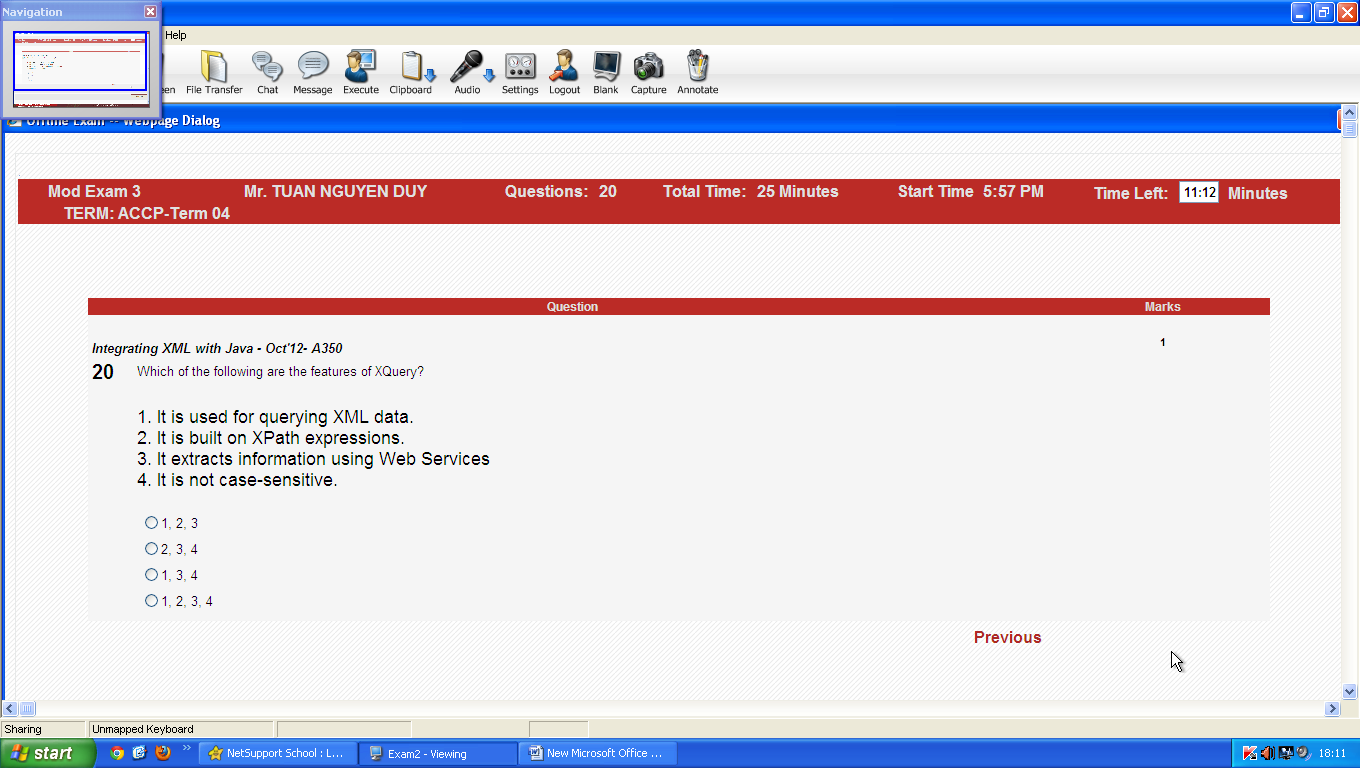 Navigation
Help
een File Transfer Chat Message Execute Clipboard Audio Settings Logout Blank Capture Annotate
Offline Exam -- Webpage Dialog
Mod Exam 3 Mr. TUAN NGUYEN DUY Questions: 20 Total Time: 25 Minutes Start Time 5:57 PM Time Left: 11:12 Minutes
TERM: ACCP-Term 04
Question Marks
Integrating XML with Java - Oct'12- A350 1
20 Which of the following are the features of XQuery?
1. It is used for querying XML data.
2. It is built on XPath expressions.
3. It extracts information using Web Services
4. It is not case-sensitive.
1, 2, 3
2, 3, 4
1, 3, 4
1, 2, 3, 4
Previous
Sharing Unmapped Keyboard
start NetSupport School : L... Exam2 - Viewing New Microsoft Office ... 18:11